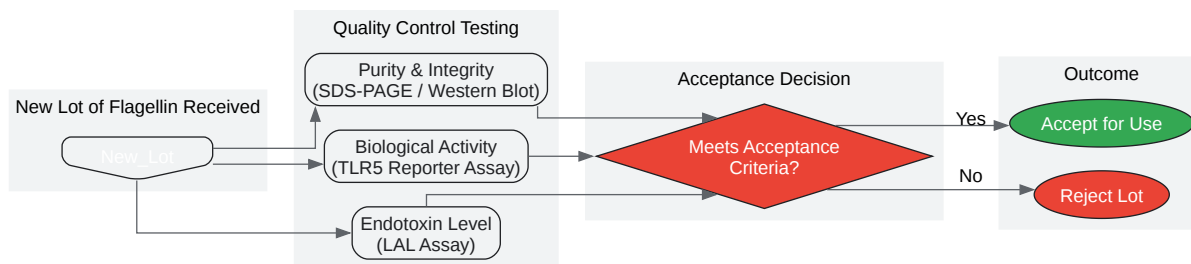 New Lot of Flagellin Received
New_Lot
Quality Control Testing
Purity & Integrity
(SDS-PAGE / Western Blot)
Biological Activity
(TLR5 Reporter Assay)
Endotoxin Level
(LAL Assay)
Acceptance Decision
Meets Acceptance
Criteria?
Yes
No
Outcome
Accept for Use
Reject Lot